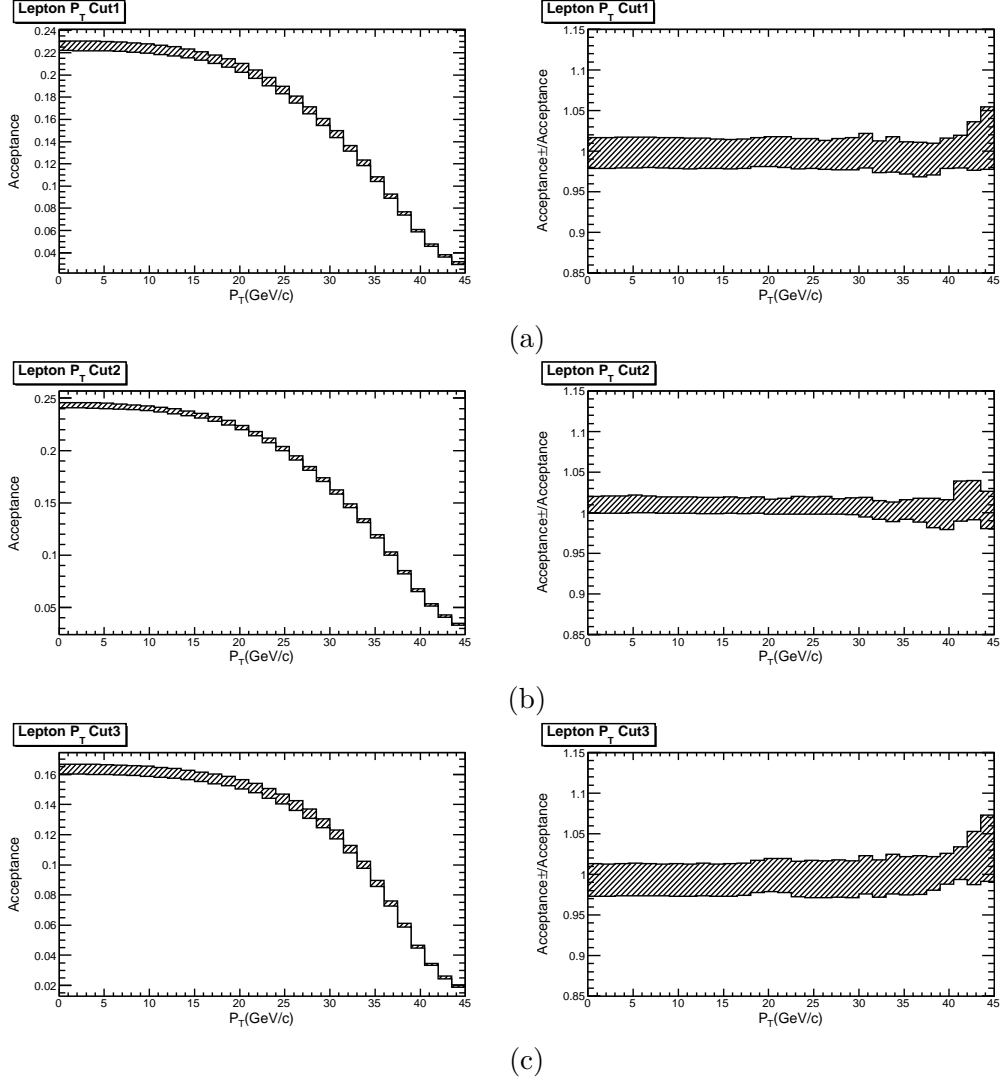 Lepton P_T Cut1
Acceptance
0.24
0.22
0.2
0.18
0.16
0.14
0.12
0.1
0.08
0.06
0.04
0 5 10 15 20 25 30 35 40 45
P_T(GeV/c)
Lepton P_T Cut1
Acceptance±/Acceptance
1.15
1.1
1.05
1
0.95
0.9
0.85
0 5 10 15 20 25 30 35 40 45
P_T(GeV/c)
(a)
Lepton P_T Cut2
Acceptance
0.25
0.2
0.15
0.1
0.05
0 5 10 15 20 25 30 35 40 45
P_T(GeV/c)
Lepton P_T Cut2
Acceptance±/Acceptance
1.15
1.1
1.05
1
0.95
0.9
0.85
0 5 10 15 20 25 30 35 40 45
P_T(GeV/c)
(b)
Lepton P_T Cut3
Acceptance
0.16
0.14
0.12
0.1
0.08
0.06
0.04
0.02
0 5 10 15 20 25 30 35 40 45
P_T(GeV/c)
Lepton P_T Cut3
Acceptance±/Acceptance
1.15
1.1
1.05
1
0.95
0.9
0.85
0 5 10 15 20 25 30 35 40 45
P_T(GeV/c)
(c)